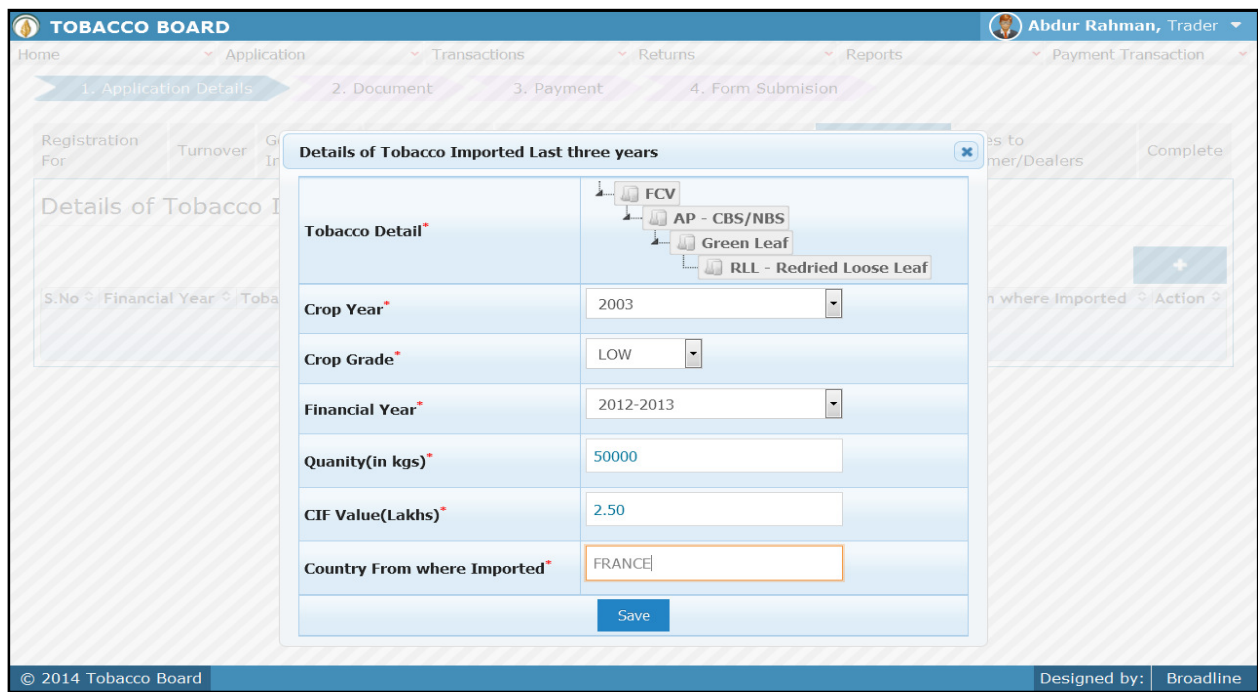 TOBACCO BOARD
Abdur Rahman, Trader
Home Application Transactions Returns Reports Payment Transaction
1. Application Details 2. Document 3. Payment 4. Form Submision
Registration
For
Turnover
Complete
Details of Tobacco Imported Last three years
Details of Tobacco
Tobacco Detail*
FCV
AP - CBS/NBS
Green Leaf
RLL - Redried Loose Leaf
S.No Financial Year where Imported Action
Crop Year* 2003
Crop Grade* LOW
Financial Year* 2012-2013
Quanity(in kgs)* 50000
CIF Value(Lakhs)* 2.50
Country From where Imported* FRANCE
Save
© 2014 Tobacco Board Designed by: Broadline